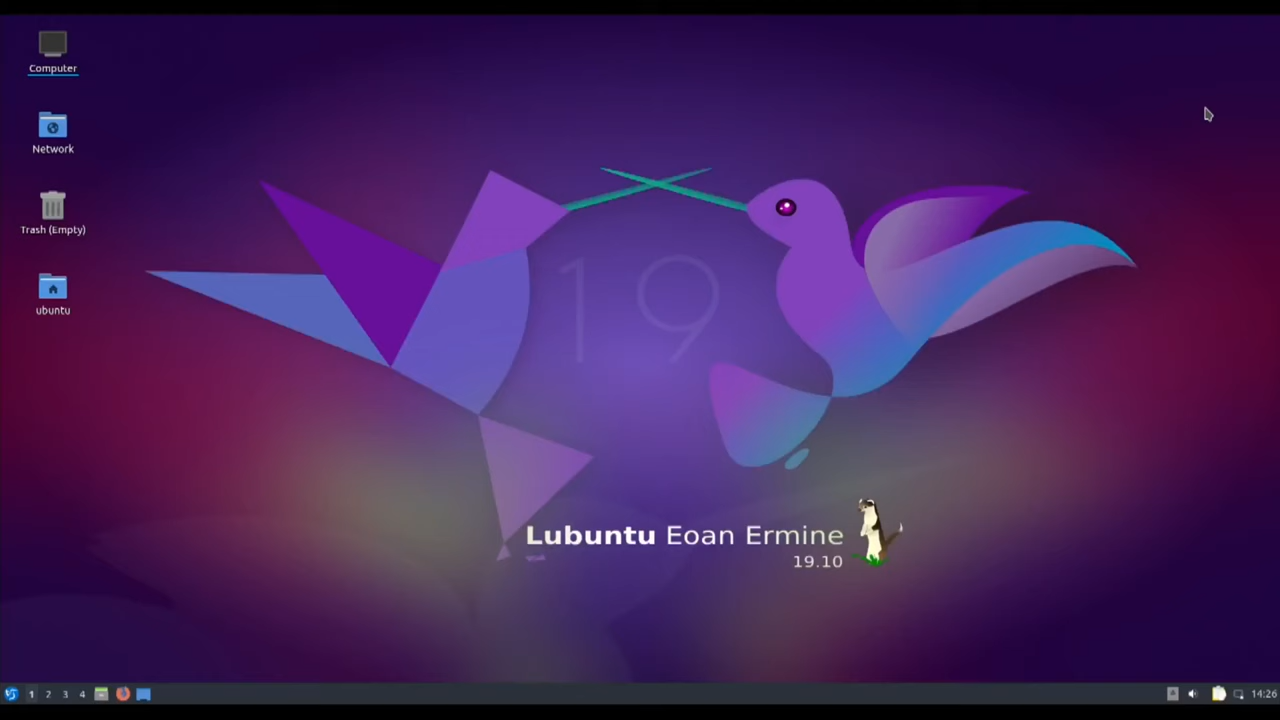 Computer
Network
Trash (Empty)
ubuntu
19
Lubuntu Eoan Ermine
19.10
1 2 3 4
14:26